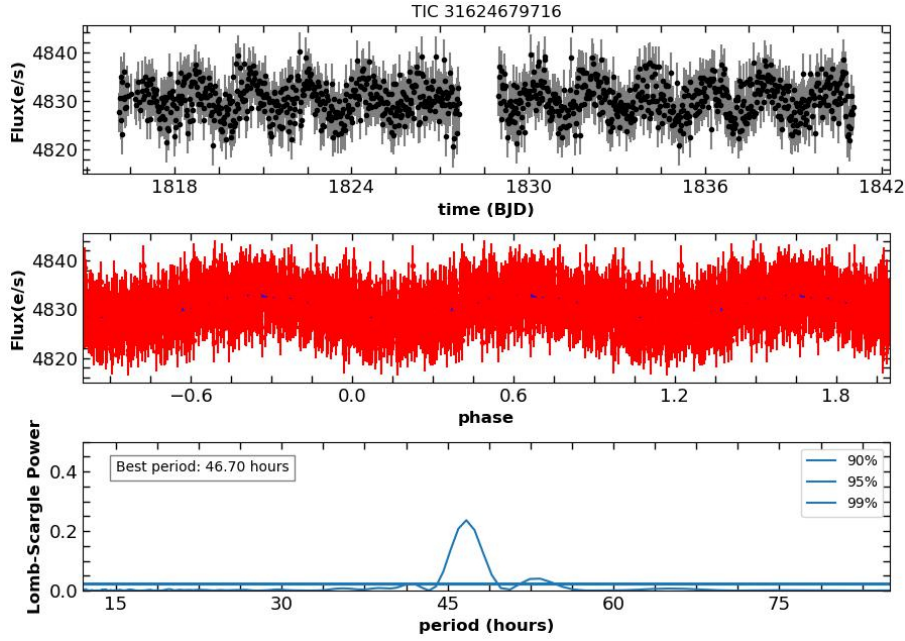 TIC 31624679716
4840
4830
4820
Flux(e/s)
1818 1824 1830 1836 1842
time (BJD)
4840
4830
4820
Flux(e/s)
−0.6 0.0 0.6 1.2 1.8
phase
0.4
0.2
0.0
Lomb-Scargle Power
Best period: 46.70 hours
90%
95%
99%
15 30 45 60 75
period (hours)